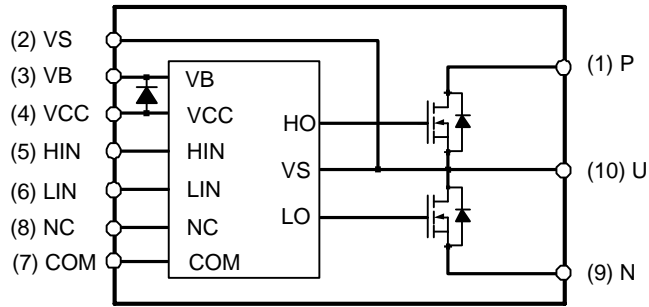 (2) VS
(3) VB
(4) VCC
(5) HIN
(6) LIN
(8) NC
(7) COM
VB
VCC
HIN
LIN
NC
COM
HO
VS
LO
(1) P
(10) U
(9) N